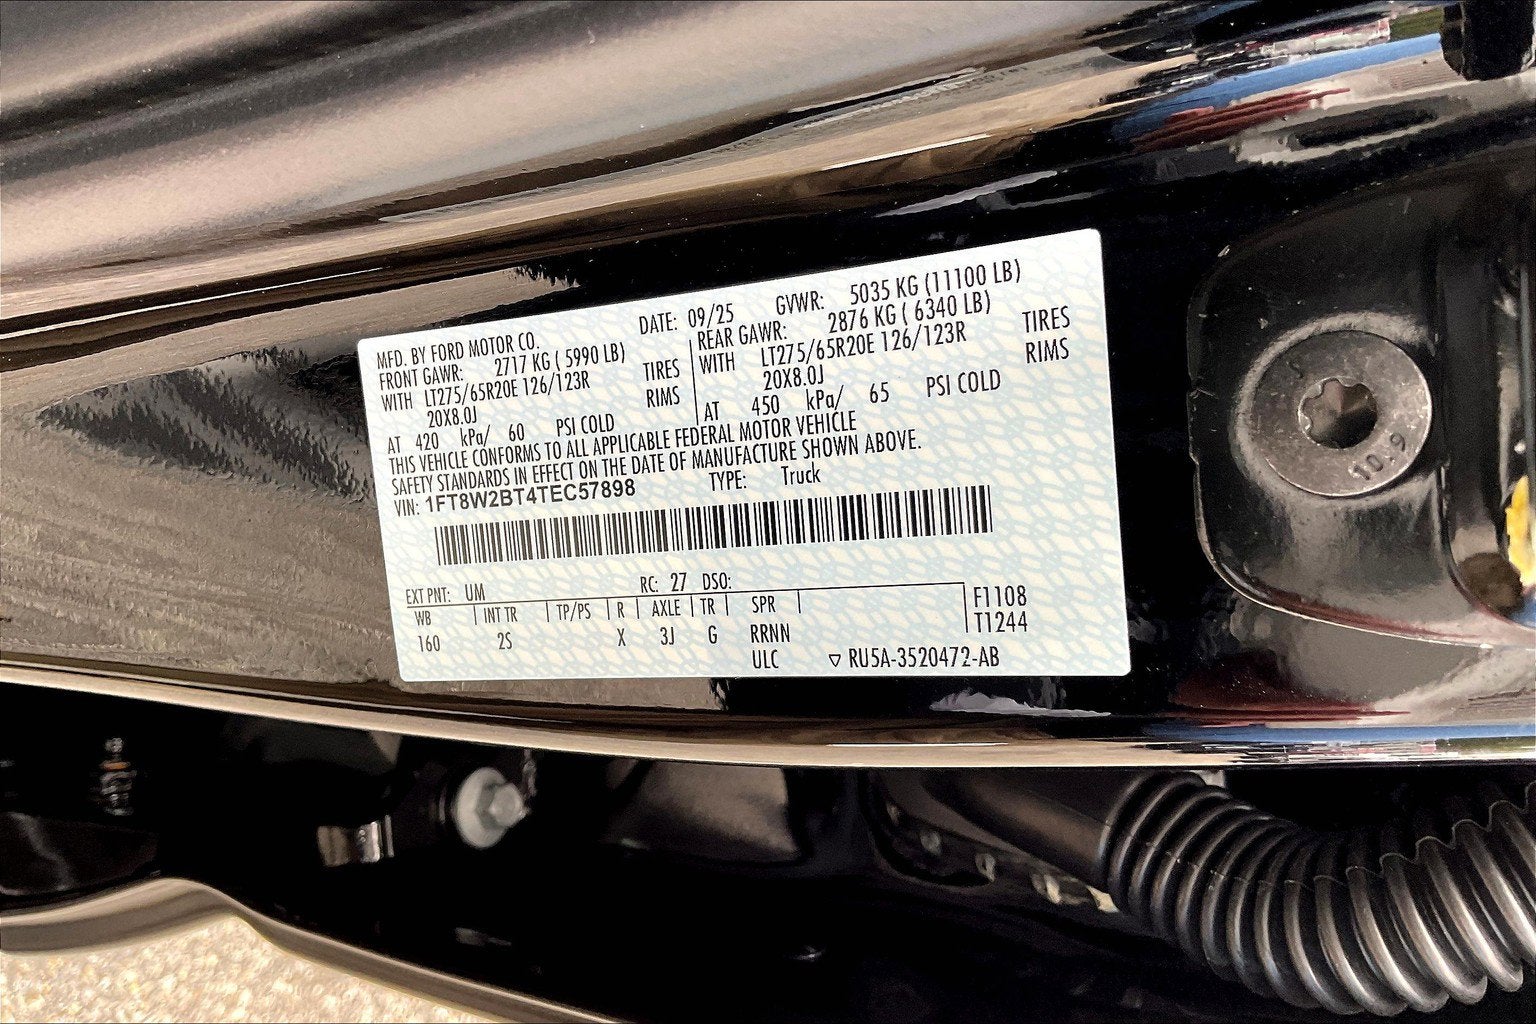 MFD. BY FORD MOTOR CO. DATE: 09/25 GVWR: 5035 KG (11100 LB)
FRONT GAWR: 2717 KG ( 5990 LB) REAR GAWR: 2876 KG ( 6340 LB)
WITH LT275/65R20E 126/123R TIRES WITH LT275/65R20E 126/123R TIRES
20X8.0J RIMS 20X8.0J RIMS
AT 420 kPa/ 60 PSI COLD AT 450 kPa/ 65 PSI COLD
THIS VEHICLE CONFORMS TO ALL APPLICABLE FEDERAL MOTOR VEHICLE
SAFETY STANDARDS IN EFFECT ON THE DATE OF MANUFACTURE SHOWN ABOVE.
VIN: 1FT8W2BT4TEC57898 TYPE: Truck
EXT PNT: UM RC: 27 DSO:
WB INT TR TP/PS R AXLE TR SPR F1108
160 2S X 3J G RRNN T1244
ULC ▽ RU5A-3520472-AB
10.9